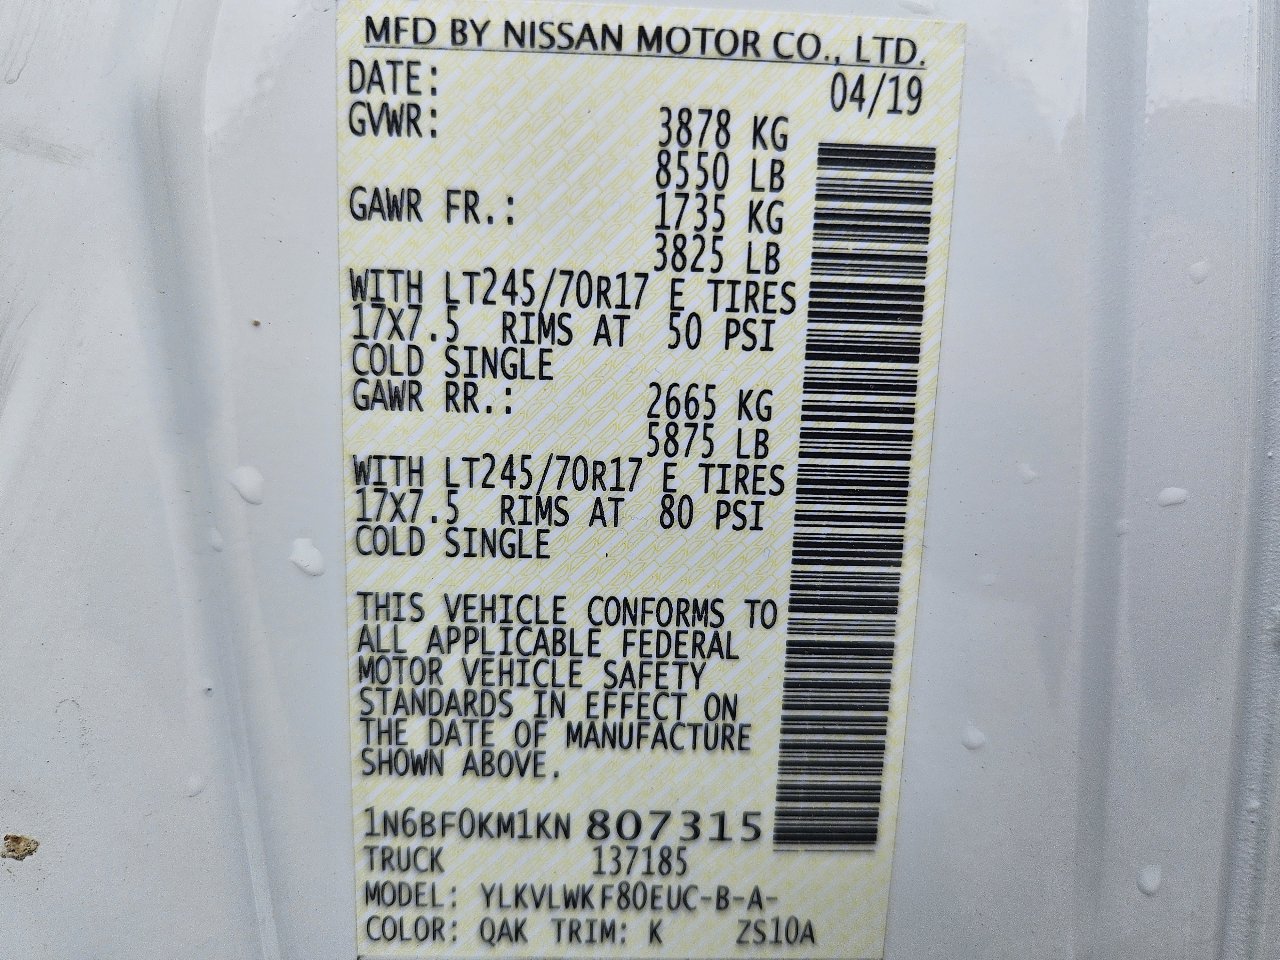 MFD BY NISSAN MOTOR CO., LTD.
DATE: 04/19
GVWR: 3878 KG
8550 LB
GAWR FR.: 1735 KG
3825 LB
WITH LT245/70R17 E TIRES
17X7.5 RIMS AT 50 PSI
COLD SINGLE
GAWR RR.: 2665 KG
5875 LB
WITH LT245/70R17 E TIRES
17X7.5 RIMS AT 80 PSI
COLD SINGLE
THIS VEHICLE CONFORMS TO
ALL APPLICABLE FEDERAL
MOTOR VEHICLE SAFETY
STANDARDS IN EFFECT ON
THE DATE OF MANUFACTURE
SHOWN ABOVE.
1N6BF0KM1KN 807315
TRUCK 137185
MODEL: YLKVLWKF80EUC-B-A-
COLOR: QAK TRIM: K ZS10A